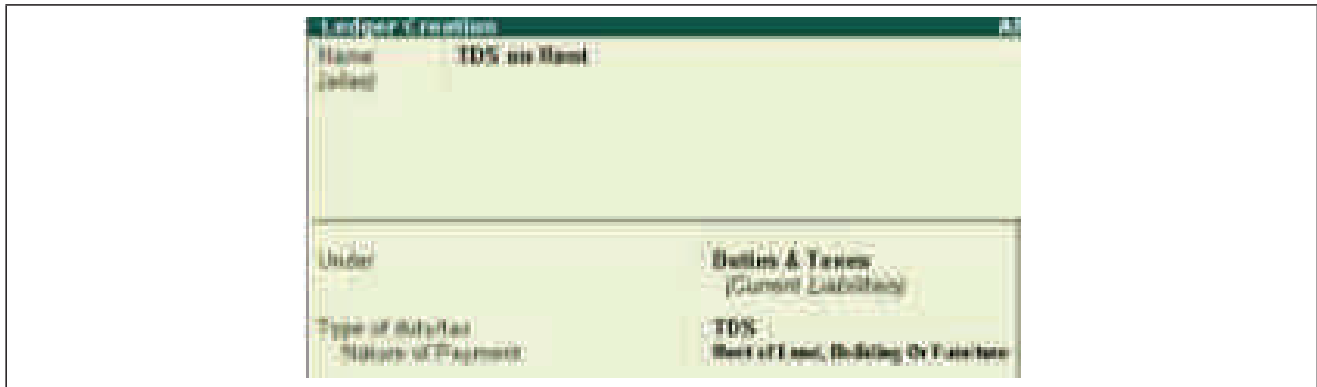 Ledger Creation
Name TDS on Rent
(alias)
Under Duties & Taxes
(Current Liabilities)
Type of duty/tax TDS
Nature of Payment Rent of Land, Building Or Furniture